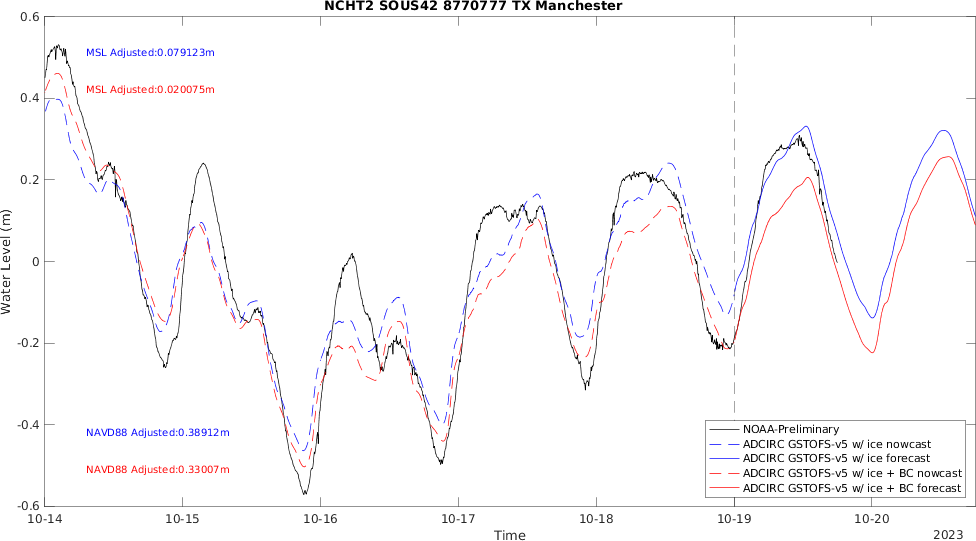 NCHT2 SOUS42 8770777 TX Manchester
MSL Adjusted:0.079123m
MSL Adjusted:0.020075m
NAVD88 Adjusted:0.38912m
NAVD88 Adjusted:0.33007m
Water Level (m)
0.6
0.4
0.2
0
-0.2
-0.4
-0.6
NOAA-Preliminary
ADCIRC GSTOFS-v5 w/ ice nowcast
ADCIRC GSTOFS-v5 w/ ice forecast
ADCIRC GSTOFS-v5 w/ ice + BC nowcast
ADCIRC GSTOFS-v5 w/ ice + BC forecast
10-14 10-15 10-16 10-17 10-18 10-19 10-20
Time
2023